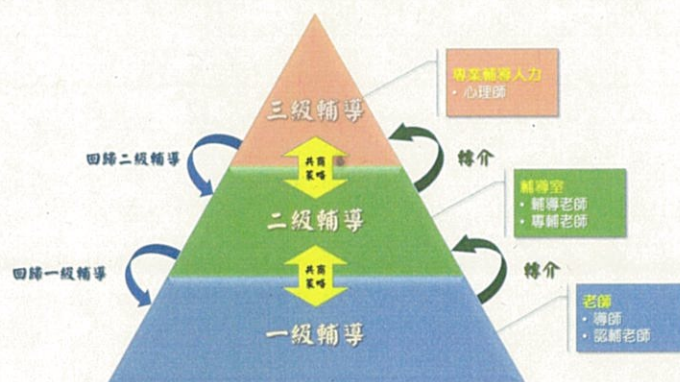 專業輔導人力
• 心理師
三級輔導
回歸二級輔導
共商
策略
轉介
輔導室
• 輔導老師
• 專輔老師
二級輔導
回歸一級輔導
共商
策略
轉介
老師
• 導師
• 認輔老師
一級輔導